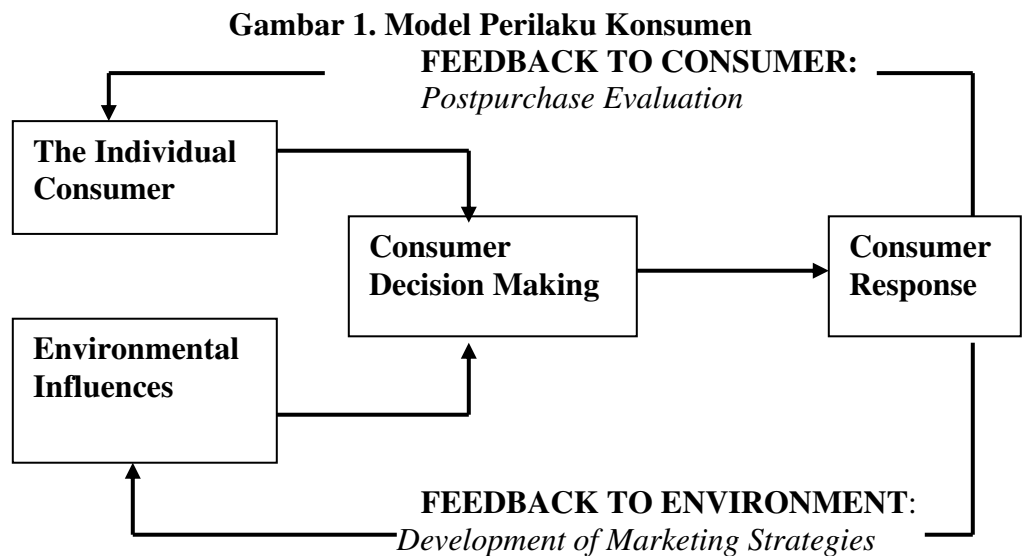 Gambar 1. Model Perilaku Konsumen
FEEDBACK TO CONSUMER:
Postpurchase Evaluation
The Individual
Consumer
Consumer
Decision Making
Consumer
Response
Environmental
Influences
FEEDBACK TO ENVIRONMENT:
Development of Marketing Strategies